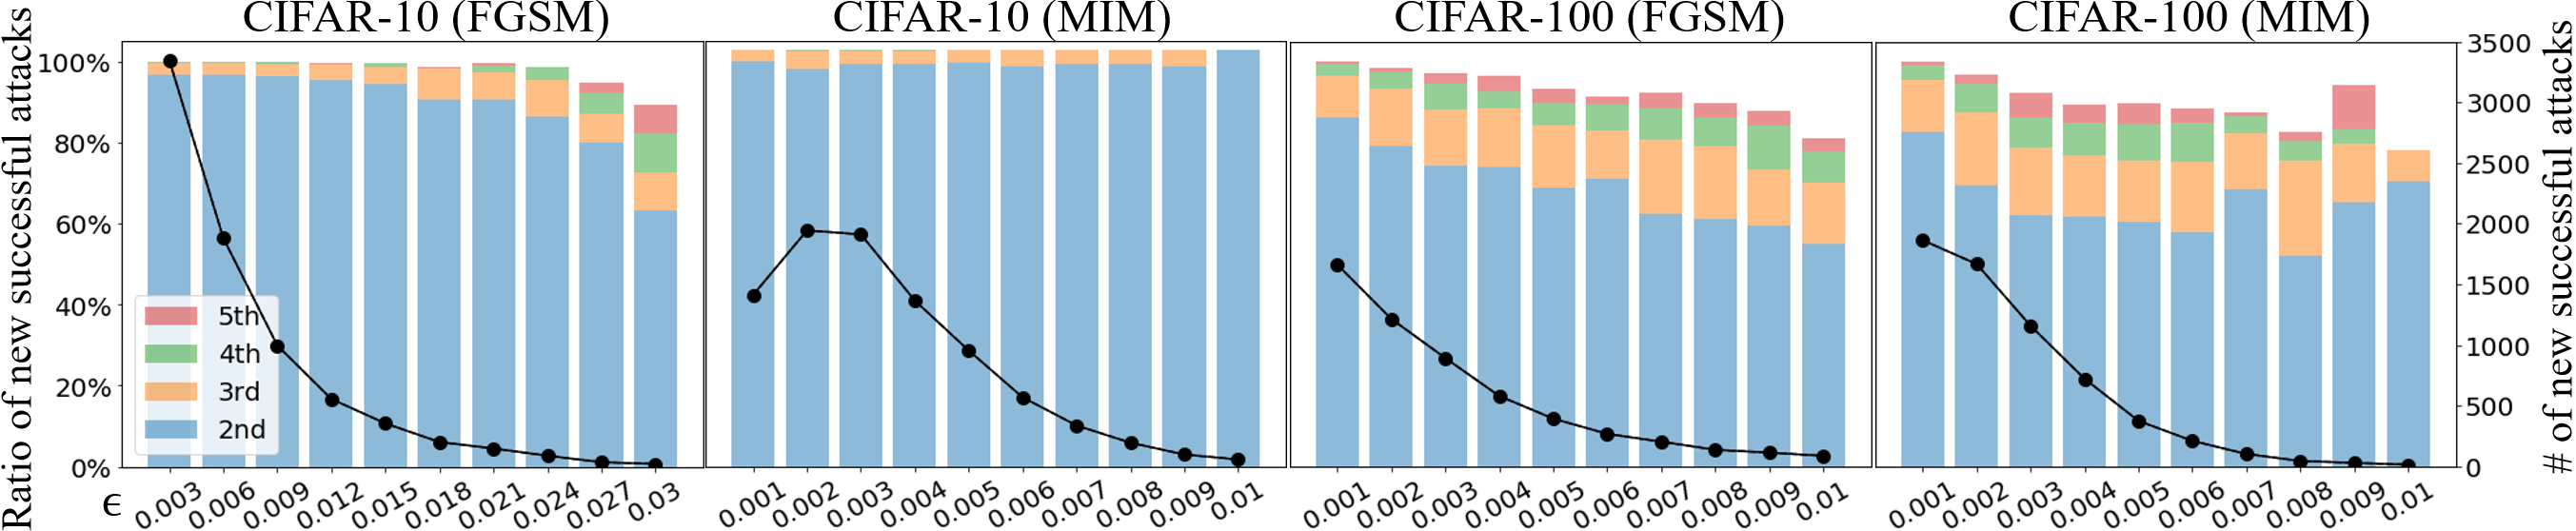 CIFAR-10 (FGSM)
CIFAR-10 (MIM)
CIFAR-100 (FGSM)
CIFAR-100 (MIM)
Ratio of new successful attacks
100%
80%
60%
40%
20%
0%
5th
4th
3rd
2nd
3500
3000
2500
2000
1500
1000
500
0
# of new successful attacks
ϵ
0.003 0.006 0.009 0.012 0.015 0.018 0.021 0.024 0.027 0.03
0.001 0.002 0.003 0.004 0.005 0.006 0.007 0.008 0.009 0.01
0.001 0.002 0.003 0.004 0.005 0.006 0.007 0.008 0.009 0.01
0.001 0.002 0.003 0.004 0.005 0.006 0.007 0.008 0.009 0.01